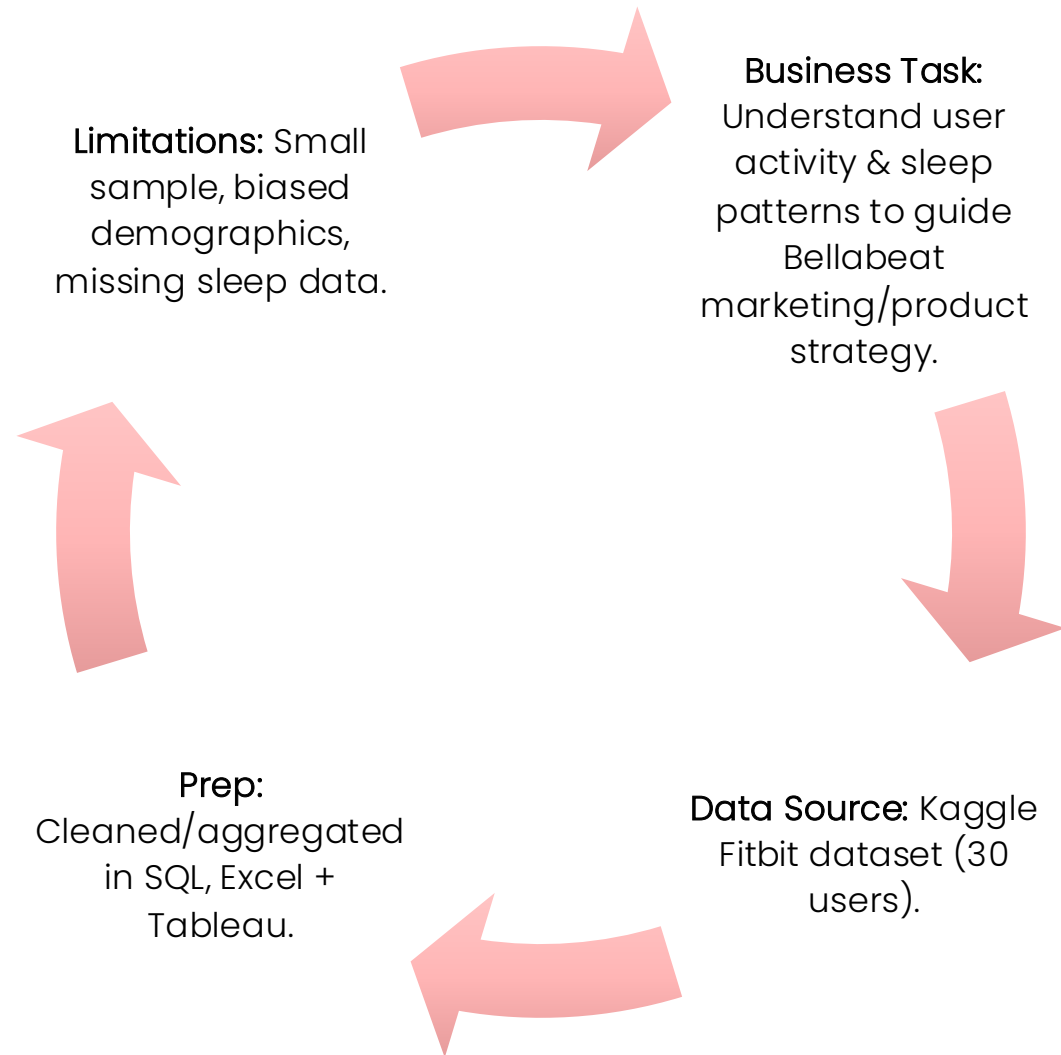 Business Task:
Understand user
activity & sleep
patterns to guide
Bellabeat
marketing/product
strategy.
Data Source: Kaggle
Fitbit dataset (30
users).
Prep:
Cleaned/aggregated
in SQL, Excel +
Tableau.
Limitations: Small
sample, biased
demographics,
missing sleep data.